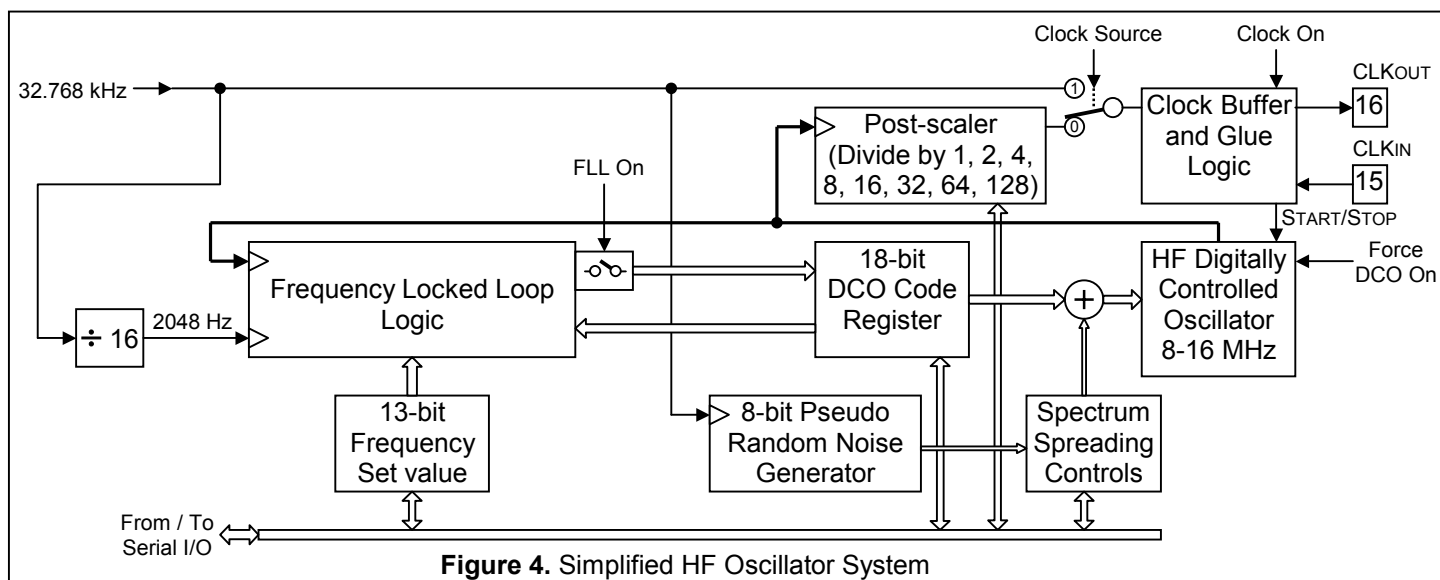 Clock Source
Clock On
32.768 kHz
1
0
CLKOUT
16
CLKIN
15
Clock Buffer
and Glue
Logic
Post-scaler
(Divide by 1, 2, 4,
8, 16, 32, 64, 128)
FLL On
START/STOP
Force
DCO On
Frequency Locked Loop
Logic
18-bit
DCO Code
Register
+
HF Digitally
Controlled
Oscillator
8-16 MHz
÷ 16
2048 Hz
13-bit
Frequency
Set value
8-bit Pseudo
Random Noise
Generator
Spectrum
Spreading
Controls
From / To
Serial I/O
Figure 4. Simplified HF Oscillator System